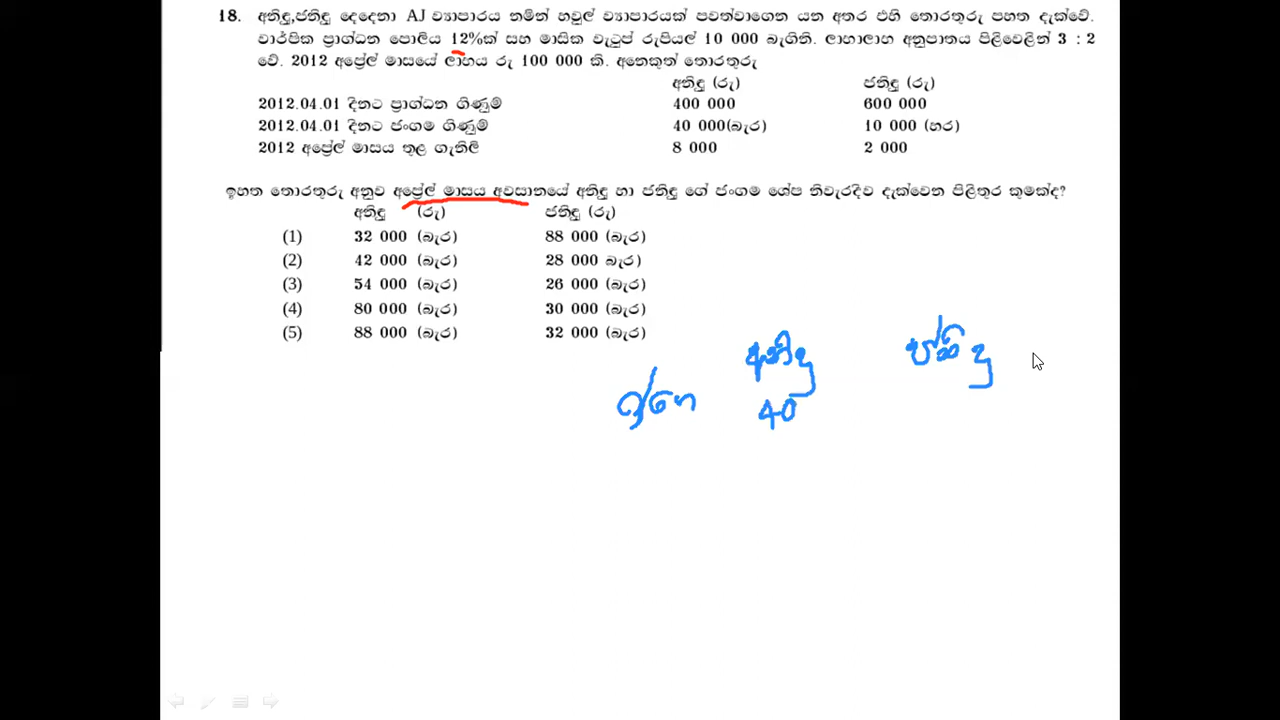 18. අනිඳු,ජනිඳු දෙදෙනා AJ ව්‍යාපාරය නමින් හවුල් ව්‍යාපාරයක් පවත්වාගෙන යන අතර එහි තොරතුරු පහත දැක්වේ.
වාර්ෂික ප්‍රාග්ධන පොලිය 12%ක් සහ මාසික වැටුප් රුපියල් 10 000 බැගිනි. ලාභාලාභ අනුපාතය පිළිවෙළින් 3 : 2
වේ. 2012 අප්‍රේල් මාසයේ ලාභය රු 100 000 කි. අනෙකුත් තොරතුරු
අනිඳු (රු) ජනිඳු (රු)
2012.04.01 දිනට ප්‍රාග්ධන ගිණුම් 400 000 600 000
2012.04.01 දිනට ජංගම ගිණුම් 40 000(බැර) 10 000 (හර)
2012 අප්‍රේල් මාසය තුළ ගැනිලි 8 000 2 000
ඉහත තොරතුරු අනුව අප්‍රේල් මාසය අවසානයේ අනිඳු හා ජනිඳු ගේ ජංගම ශේෂ නිවැරදිව දැක්වෙන පිළිතුර කුමක්ද?
අනිඳු (රු) ජනිඳු (රු)
(1) 32 000 (බැර) 88 000 (බැර)
(2) 42 000 (බැර) 28 000 බැර)
(3) 54 000 (බැර) 26 000 (බැර)
(4) 80 000 (බැර) 30 000 (බැර)
(5) 88 000 (බැර) 32 000 (බැර)
අනිඳු
40